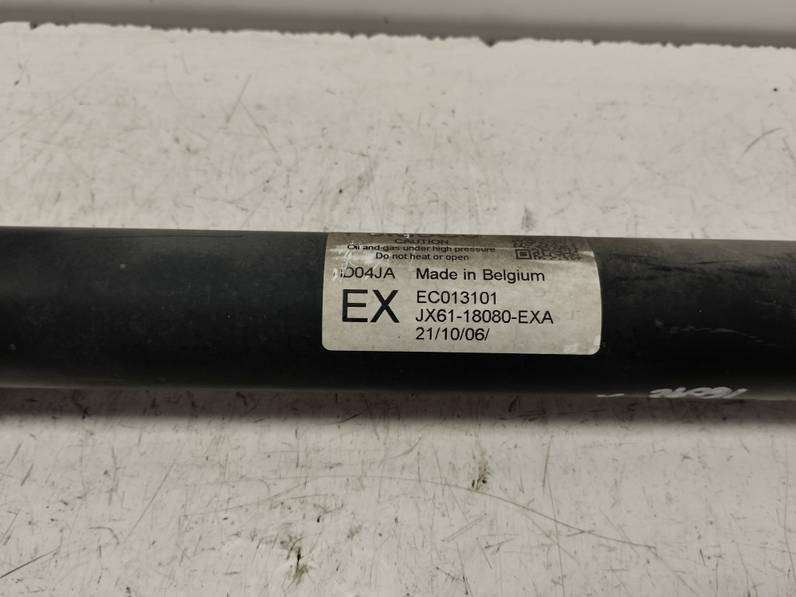 CAUTION
Oil and gas under high pressure
Do not heat or open
D04JA Made in Belgium
EX
EC013101
JX61-18080-EXA
21/10/06/